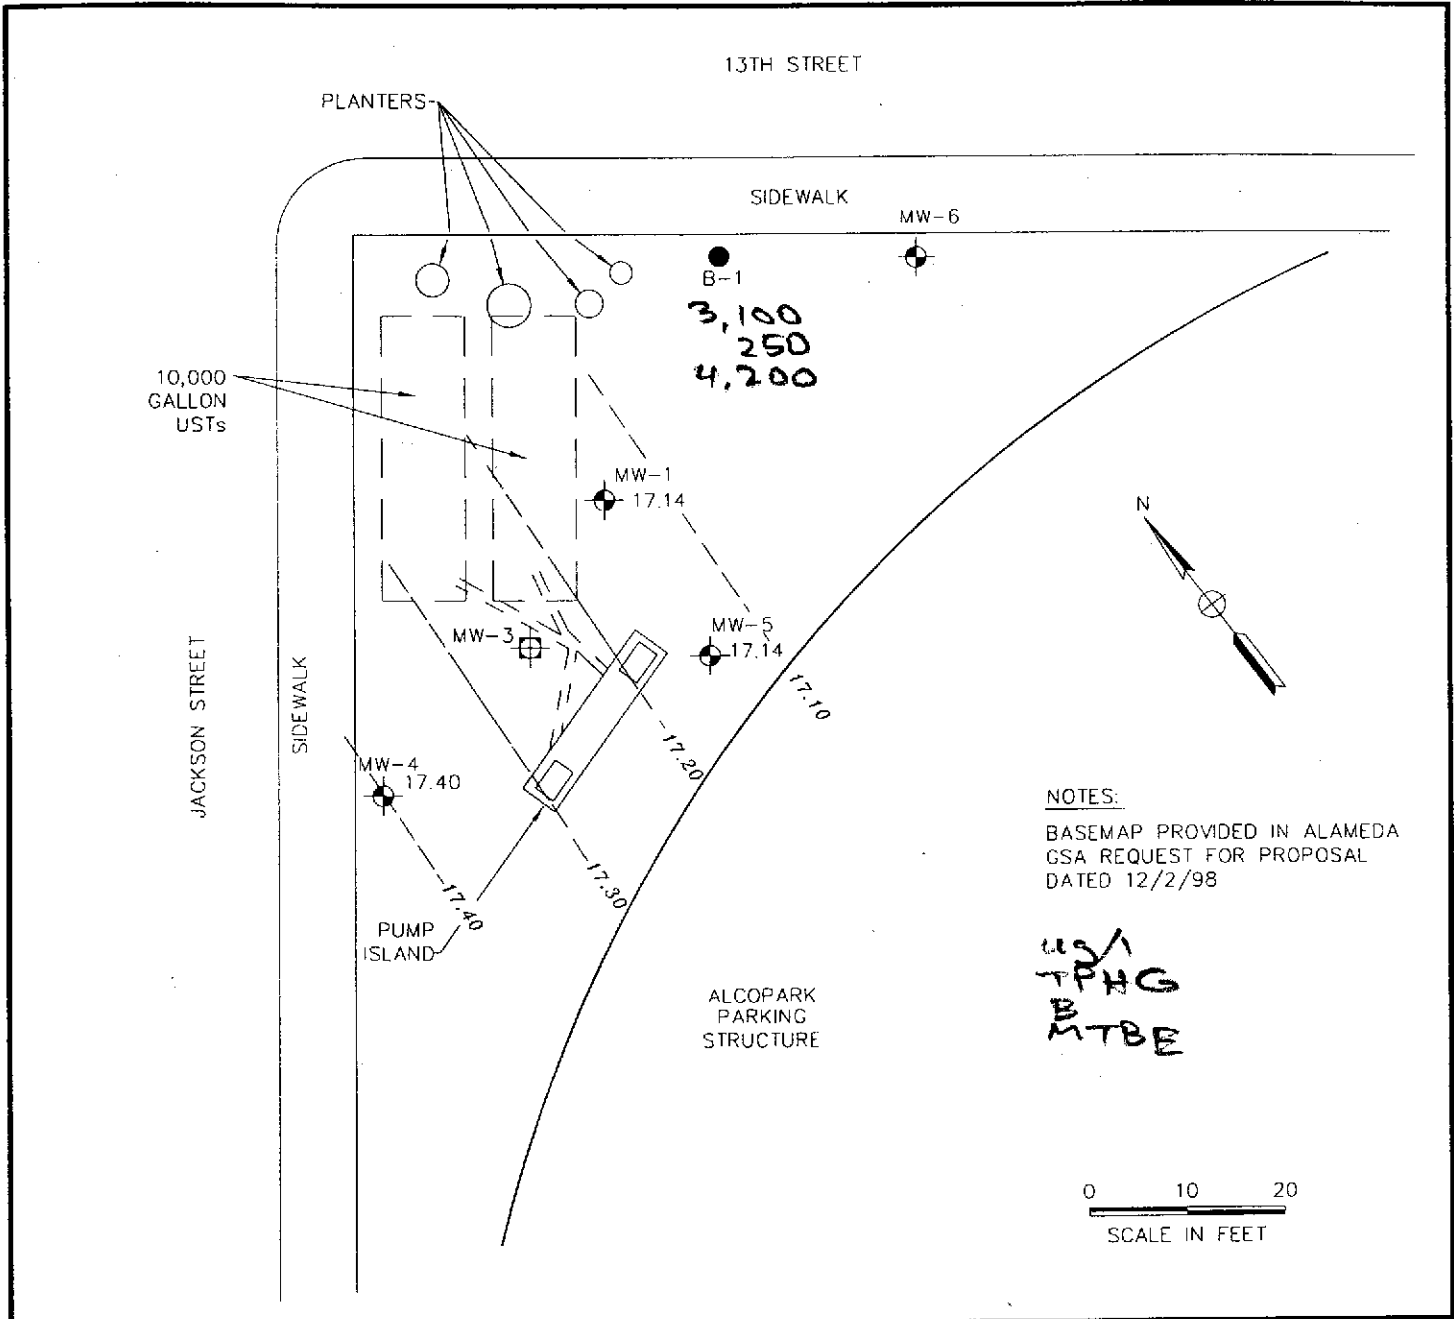 13TH STREET
PLANTERS
SIDEWALK
MW-6
B-1
3,100
250
4,200
10,000
GALLON
USTs
MW-1
17.14
N
MW-3
MW-5
17.14
JACKSON STREET
SIDEWALK
17.10
17.20
MW-4
17.40
17.30
17.40
PUMP
ISLAND
NOTES:
BASEMAP PROVIDED IN ALAMEDA
GSA REQUEST FOR PROPOSAL
DATED 12/2/98
ug/l
TPHG
B
MTBE
ALCOPARK
PARKING
STRUCTURE
0 10 20
SCALE IN FEET